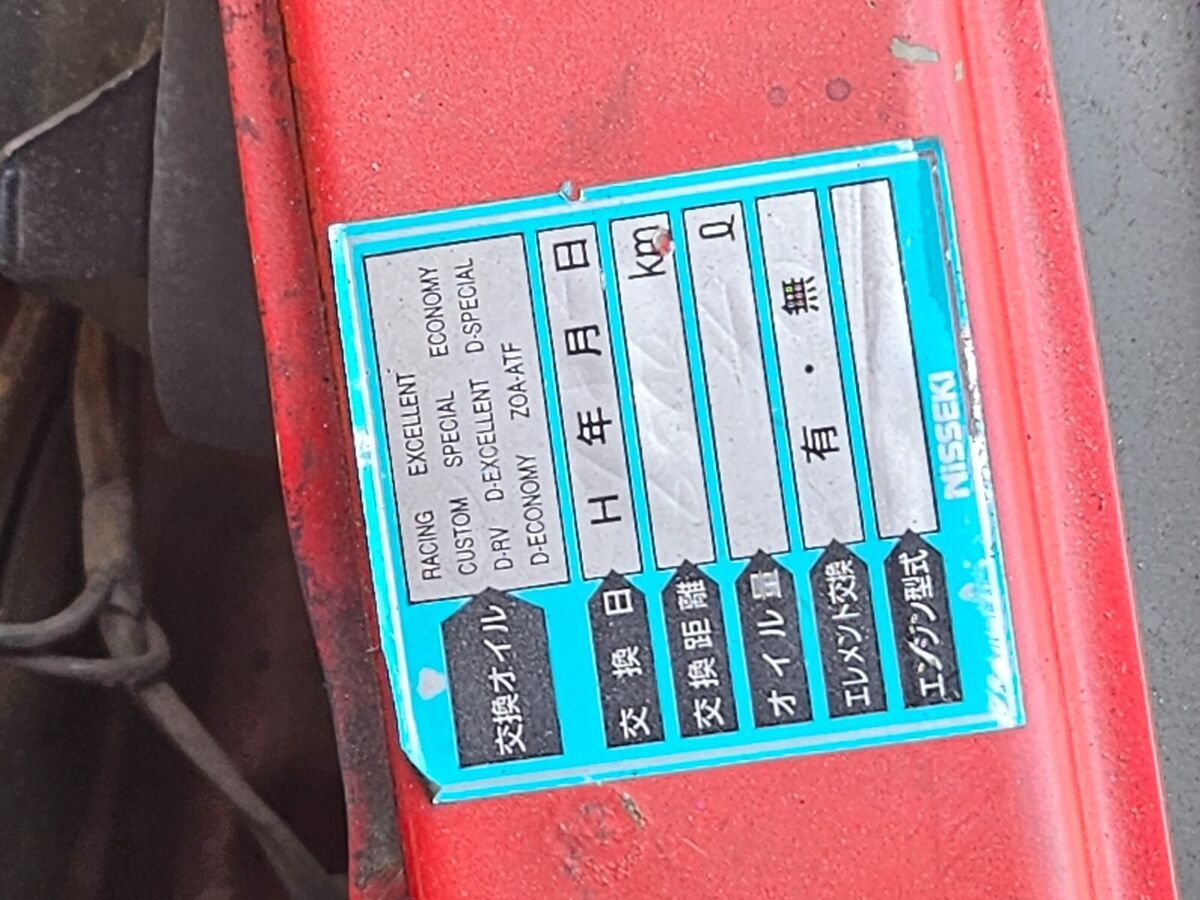 交換オイル
RACING EXCELLENT
CUSTOM SPECIAL ECONOMY
D-RV D-EXCELLENT D-SPECIAL
D-ECONOMY ZOA-ATF
交換日 H 年 月 日
交換距離 km
オイル量 ℓ
エレメント交換 有・無
エンジン型式
NISSEKI